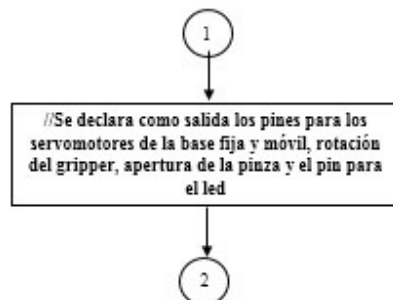 1
//Se declara como salida los pines para los
servomotores de la base fija y móvil, rotación
del gripper, apertura de la pinza y el pin para
el led
2